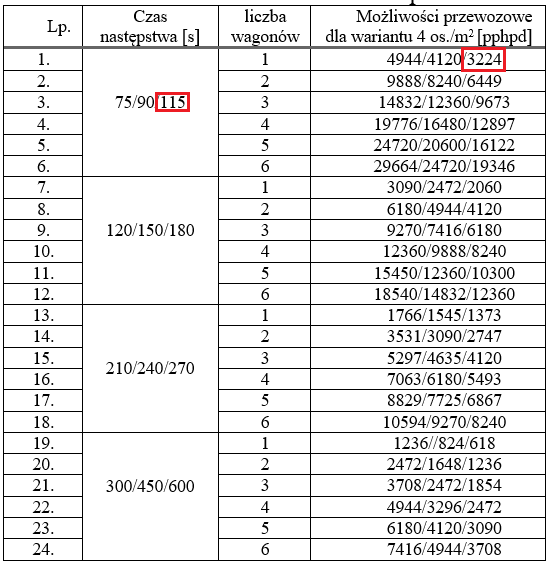 Lp. Czas następstwa [s] liczba wagonów Możliwości przewozowe dla wariantu 4 os./m² [pphpd]
1. 75/90/115 1 4944/4120/3224
2. 2 9888/8240/6449
3. 3 14832/12360/9673
4. 4 19776/16480/12897
5. 5 24720/20600/16122
6. 6 29664/24720/19346
7. 120/150/180 1 3090/2472/2060
8. 2 6180/4944/4120
9. 3 9270/7416/6180
10. 4 12360/9888/8240
11. 5 15450/12360/10300
12. 6 18540/14832/12360
13. 210/240/270 1 1766/1545/1373
14. 2 3531/3090/2747
15. 3 5297/4635/4120
16. 4 7063/6180/5493
17. 5 8829/7725/6867
18. 6 10594/9270/8240
19. 300/450/600 1 1236//824/618
20. 2 2472/1648/1236
21. 3 3708/2472/1854
22. 4 4944/3296/2472
23. 5 6180/4120/3090
24. 6 7416/4944/3708